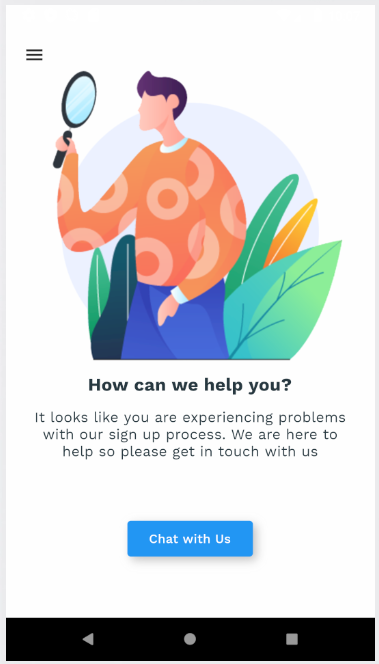 How can we help you?
It looks like you are experiencing problems
with our sign up process. We are here to
help so please get in touch with us
Chat with Us